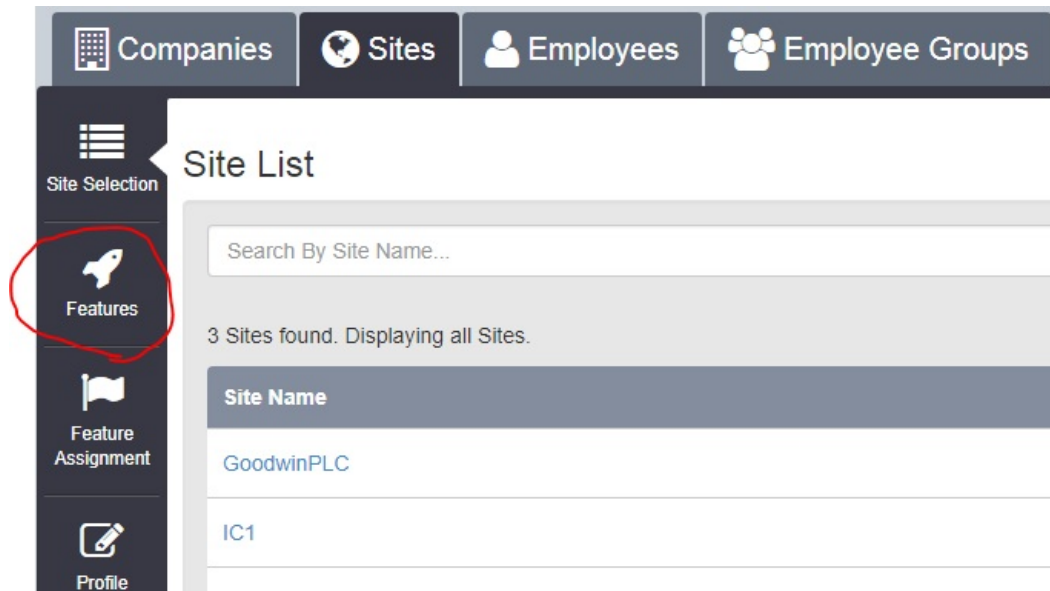 Companies
Sites
Employees
Employee Groups
Site Selection
Features
Feature
Assignment
Profile
Site List
Search By Site Name...
3 Sites found. Displaying all Sites.
Site Name
GoodwinPLC
IC1